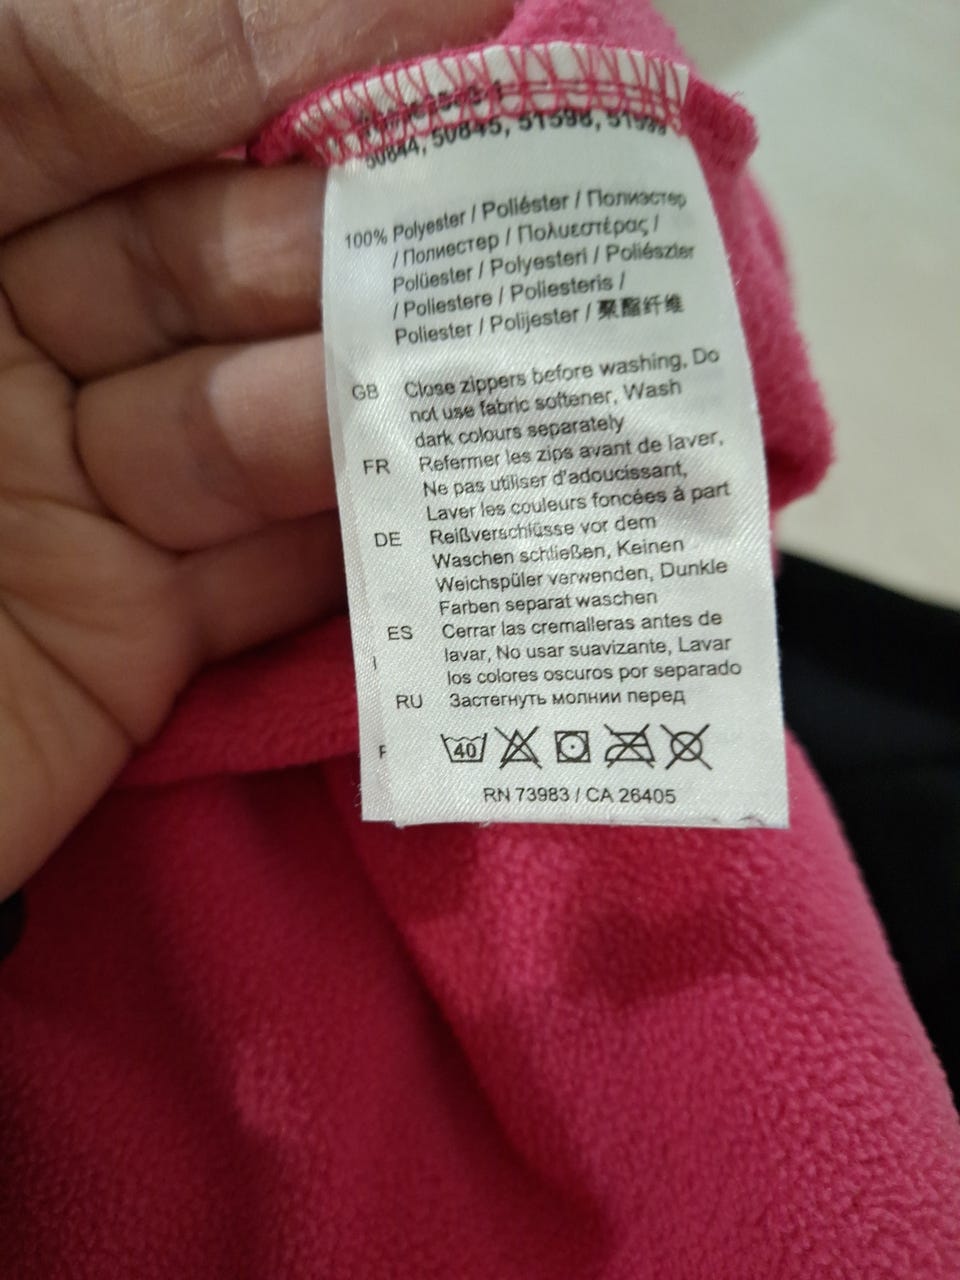 50844, 50845, 51598, 51599
100% Polyester / Poliéster / Полиэстер
/ Полиестер / Πολυεστέρας /
Polüester / Polyesteri / Poliészter
/ Poliestere / Poliesteris /
Poliester / Polijester / 聚酯纤维
GB Close zippers before washing, Do
not use fabric softener, Wash
dark colours separately
FR Refermer les zips avant de laver,
Ne pas utiliser d'adoucissant,
Laver les couleurs foncées à part
DE Reißverschlüsse vor dem
Waschen schließen, Keinen
Weichspüler verwenden, Dunkle
Farben separat waschen
ES Cerrar las cremalleras antes de
lavar, No usar suavizante, Lavar
los colores oscuros por separado
RU Застегнуть молнии перед
40
RN 73983 / CA 26405